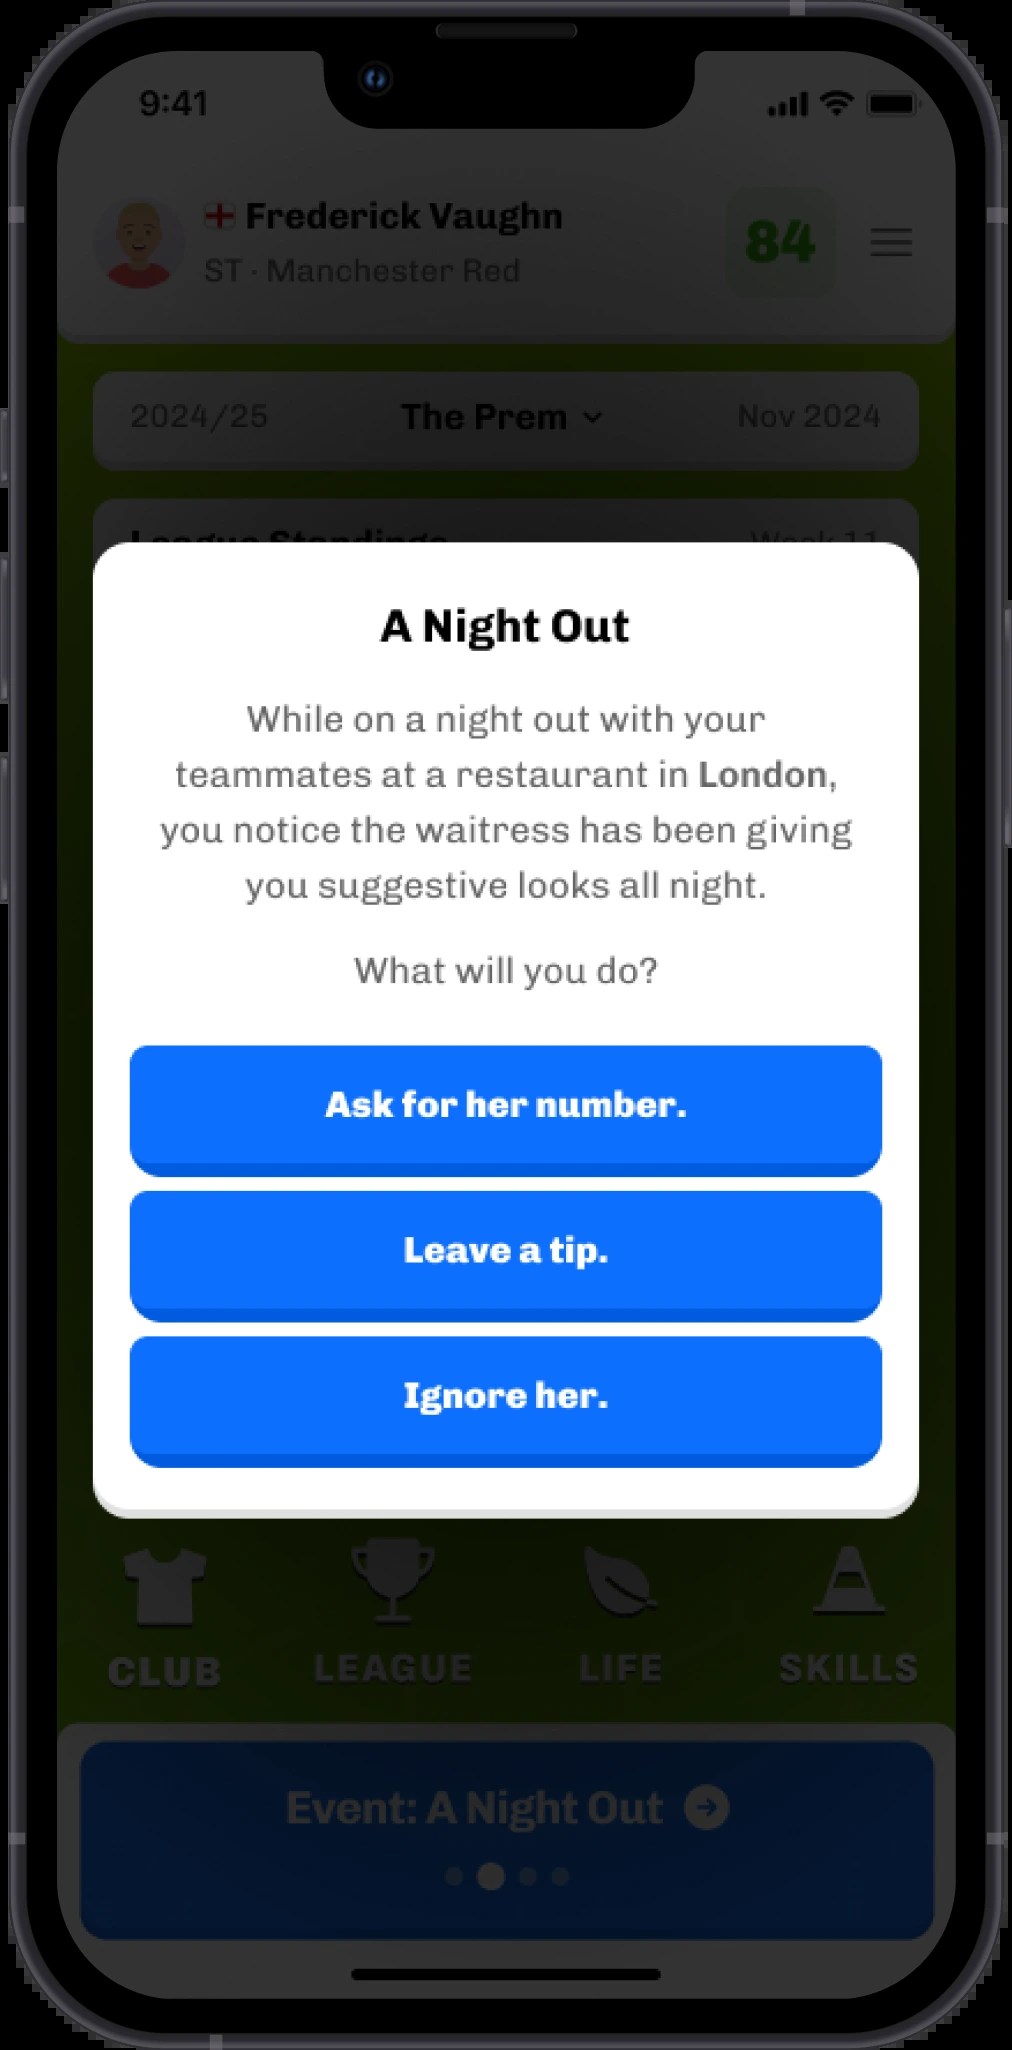 9:41
Frederick Vaughn
ST · Manchester Red
84
2024/25
The Prem
Nov 2024
League Standings
Week 11
A Night Out
While on a night out with your
teammates at a restaurant in London,
you notice the waitress has been giving
you suggestive looks all night.
What will you do?
Ask for her number.
Leave a tip.
Ignore her.
CLUB
LEAGUE
LIFE
SKILLS
Event: A Night Out